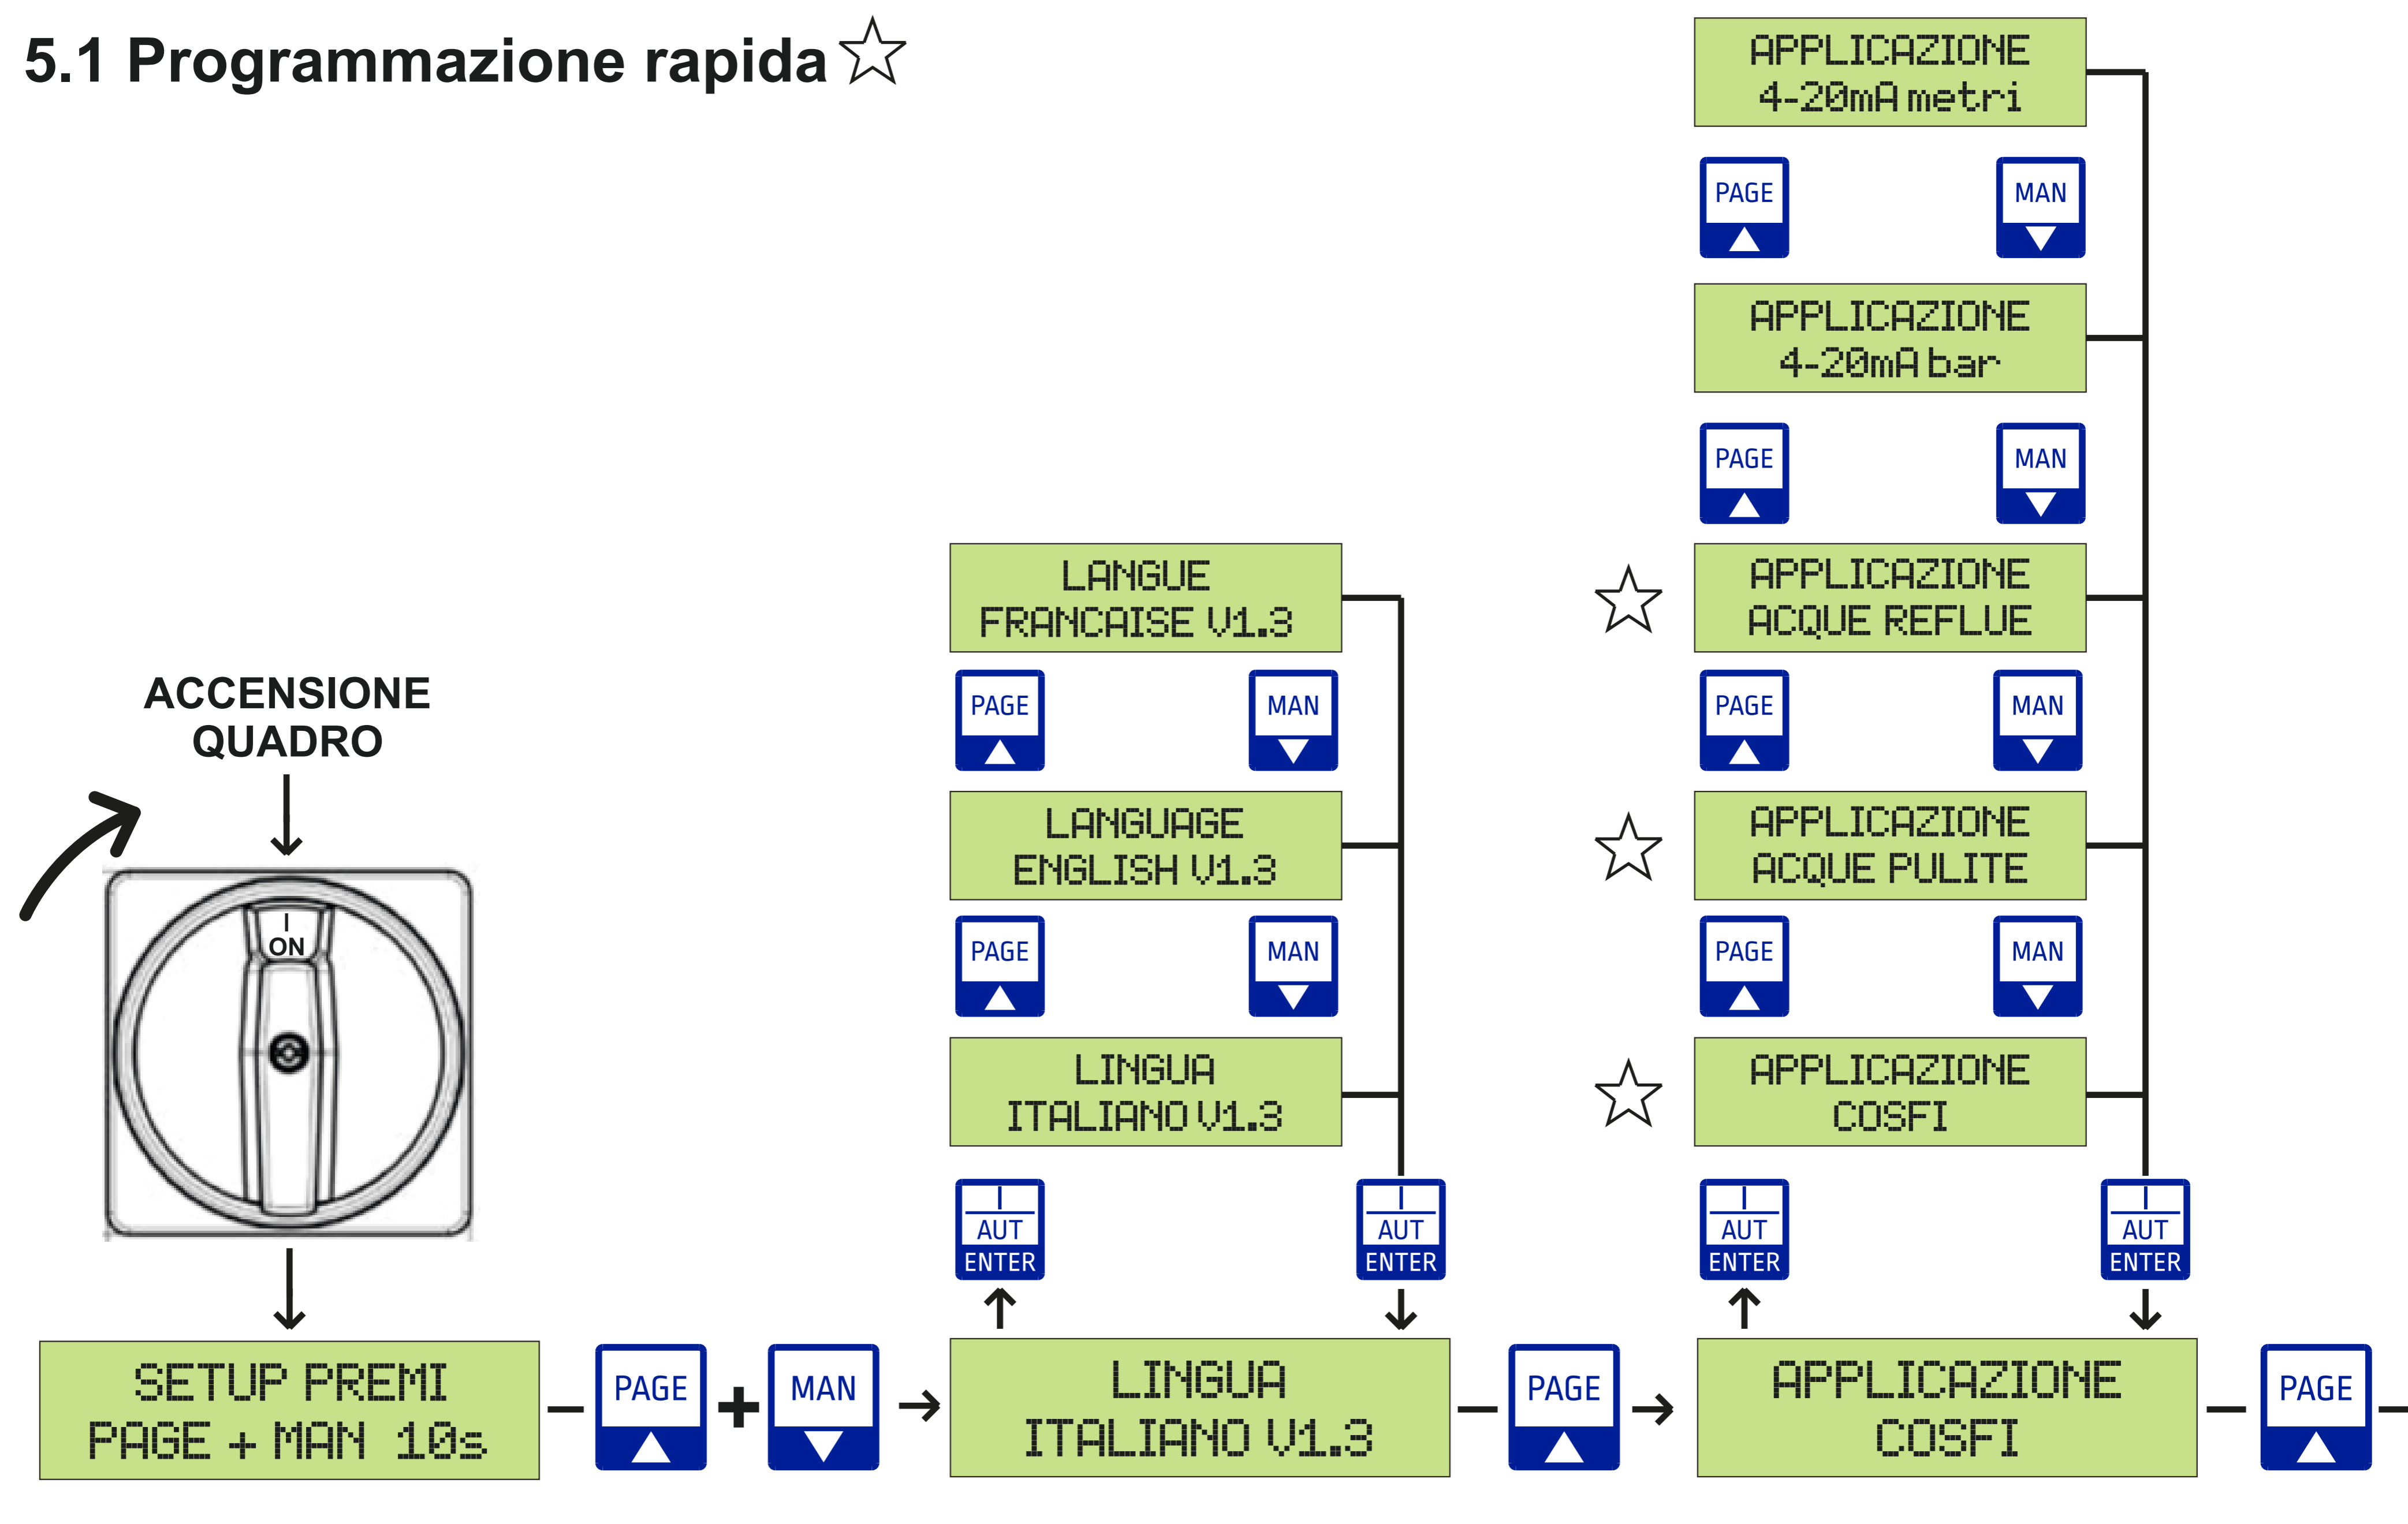 5.1 Programmazione rapida
APPLICAZIONE
4-20mA metri
PAGE MAN
APPLICAZIONE
4-20mA bar
PAGE MAN
LANGUE
FRANCAISE V1.3
APPLICAZIONE
ACQUE REFLUE
PAGE MAN
PAGE MAN
ACCENSIONE
QUADRO
LANGUAGE
ENGLISH V1.3
APPLICAZIONE
ACQUE PULITE
I
ON
PAGE MAN
PAGE MAN
LINGUA
ITALIANO V1.3
APPLICAZIONE
COSFI
I
AUT
ENTER
I
AUT
ENTER
I
AUT
ENTER
I
AUT
ENTER
SETUP PREMI
PAGE + MAN 10s
PAGE + MAN
LINGUA
ITALIANO V1.3
PAGE
APPLICAZIONE
COSFI
PAGE